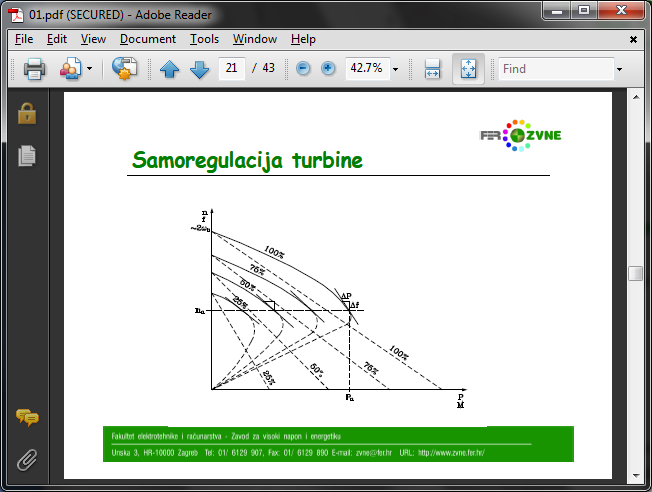 01.pdf (SECURED) - Adobe Reader
File Edit View Document Tools Window Help
21 / 43 42.7% Find
FER ZVNE
Samoregulacija turbine
n
f
~2ω₀
100%
75%
50%
25%
ΔP
Δf
nₙ
100%
75%
50%
25%
Pₙ
P
M
Fakultet elektrotehnike i računarstva - Zavod za visoki napon i energetiku
Unska 3, HR-10000 Zagreb Tel: 01/ 6129 907, Fax: 01/ 6129 890 E-mail: zvne@fer.hr URL: http://www.zvne.fer.hr/